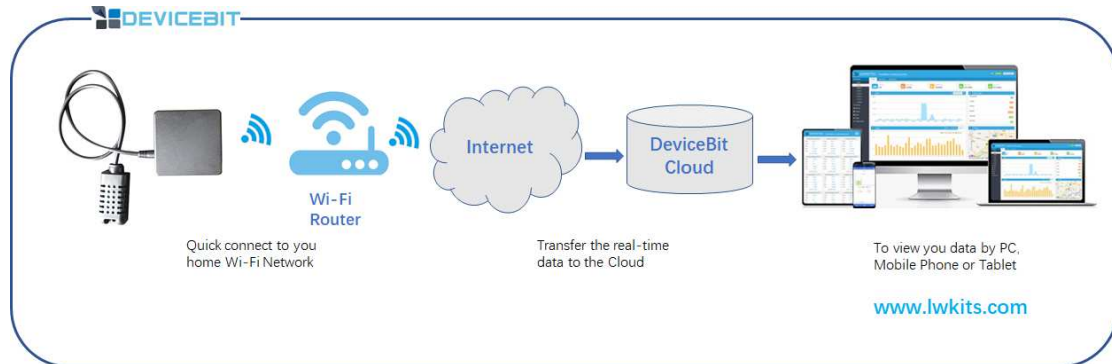 DEVICEBIT
Internet
DeviceBit
Cloud
Wi-Fi
Router
Quick connect to you
home Wi-Fi Network
Transfer the real-time
data to the Cloud
To view you data by PC,
Mobile Phone or Tablet
www.lwkits.com